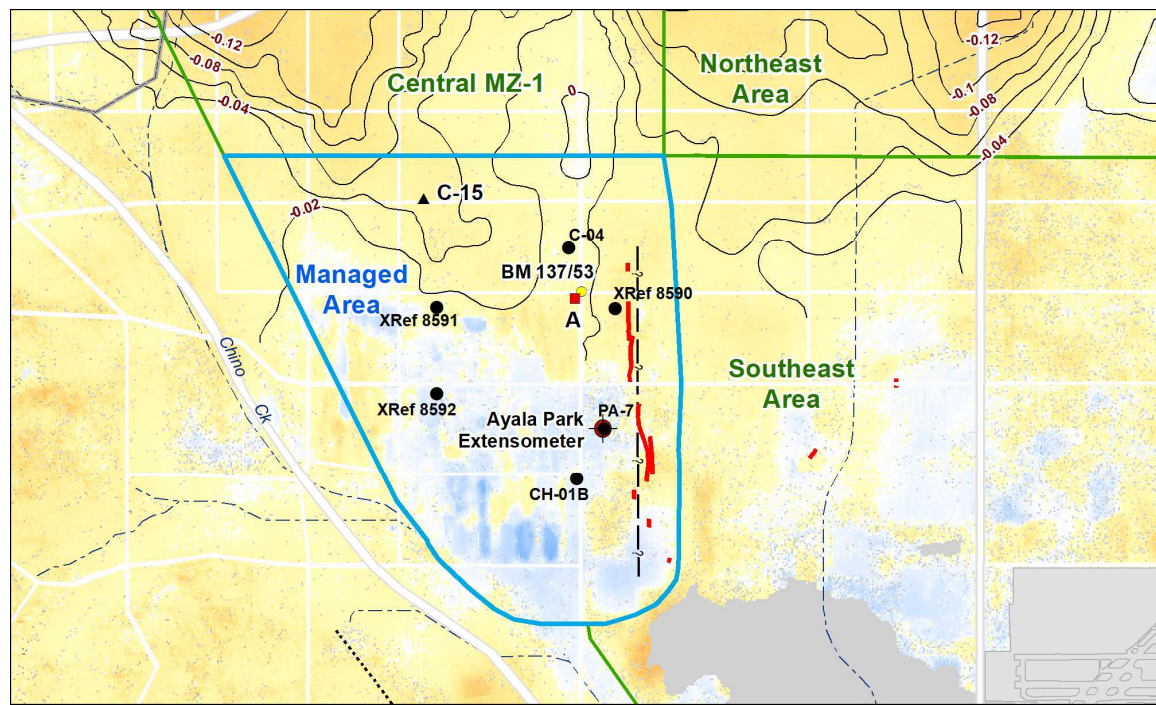 -0.12
-0.12
-0.08
Central MZ-1
0
Northeast
Area
-0.1
-0.08
-0.04
-0.04
C-15
-0.02
C-04
BM 137/53
?
Managed
Area
XRef 8590
XRef 8591
A
Chino
Ck
?
Southeast
Area
XRef 8592
PA-7
Ayala Park
Extensometer
?
CH-01B
?